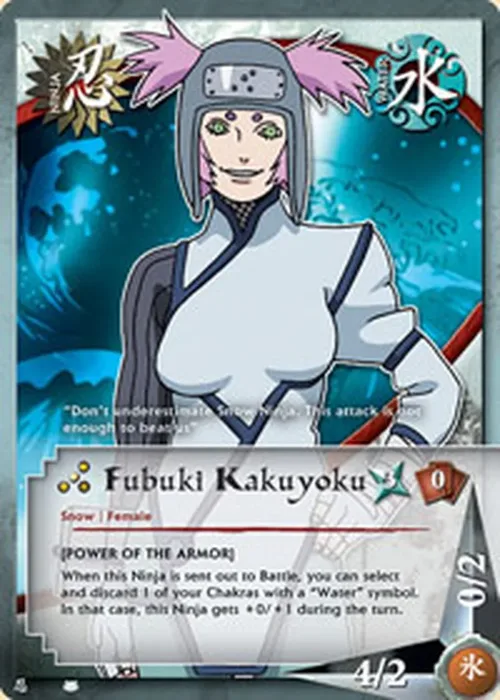 NINJA 忍
WATER 水
"Don't underestimate Snow Ninja. This attack is not
enough to beat us"
Fubuki Kakuyoku
0
Snow | Female
[POWER OF THE ARMOR]
When this Ninja is sent out to Battle, you can select
and discard 1 of your Chakras with a "Water" symbol.
In that case, this Ninja gets +0/+1 during the turn.
0/2
4/2
氷